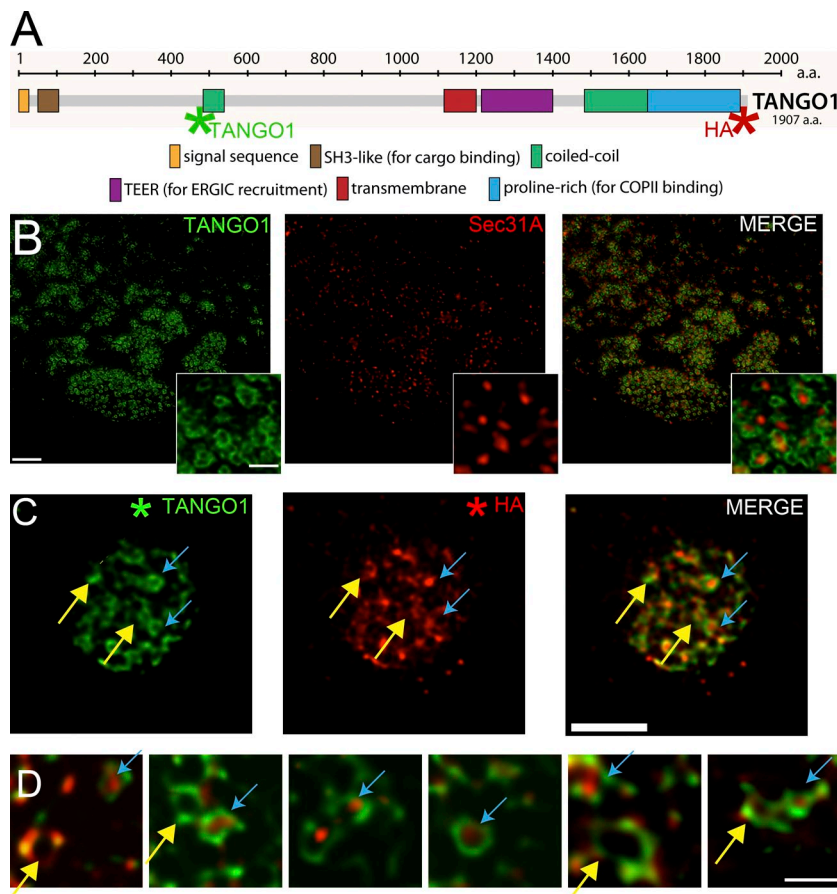 A
1 200 400 600 800 1000 1200 1400 1600 1800 2000
a.a.
TANGO1
1907 a.a.
*TANGO1
HA*
signal sequence SH3-like (for cargo binding) coiled-coil
TEER (for ERGIC recruitment) transmembrane proline-rich (for COPII binding)
B TANGO1 Sec31A MERGE
C * TANGO1 * HA MERGE
D